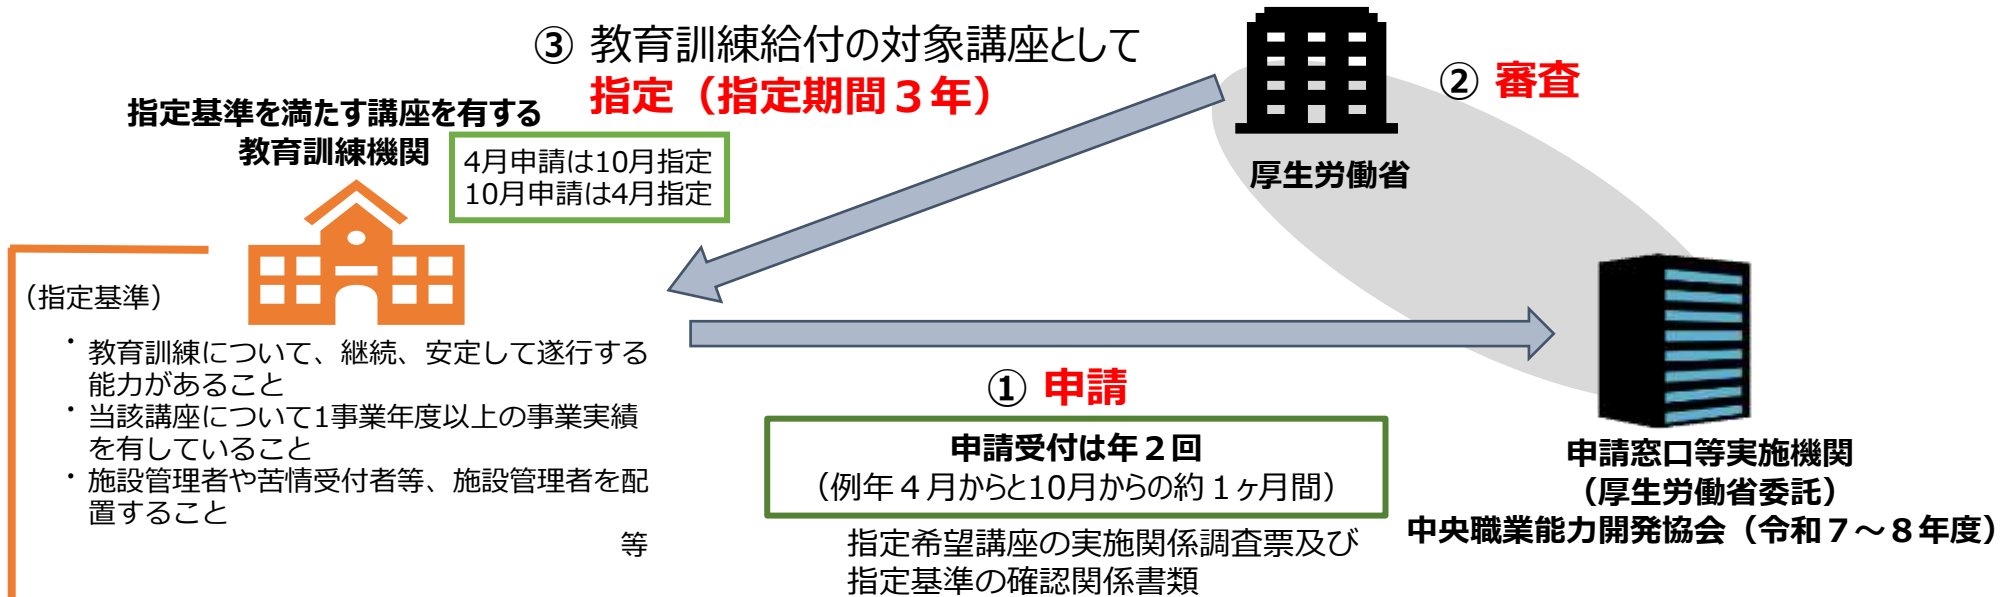 ③ 教育訓練給付の対象講座として
指定（指定期間３年）
指定基準を満たす講座を有する
教育訓練機関
4月申請は10月指定
10月申請は4月指定
② 審査
厚生労働省
（指定基準）
・教育訓練について、継続、安定して遂行する
能力があること
・当該講座について1事業年度以上の事業実績
を有していること
・施設管理者や苦情受付者等、施設管理者を配
置すること
等
① 申請
申請受付は年２回
（例年４月からと10月からの約１ヶ月間）
指定希望講座の実施関係調査票及び
指定基準の確認関係書類
申請窓口等実施機関
（厚生労働省委託）
中央職業能力開発協会（令和７～８年度）